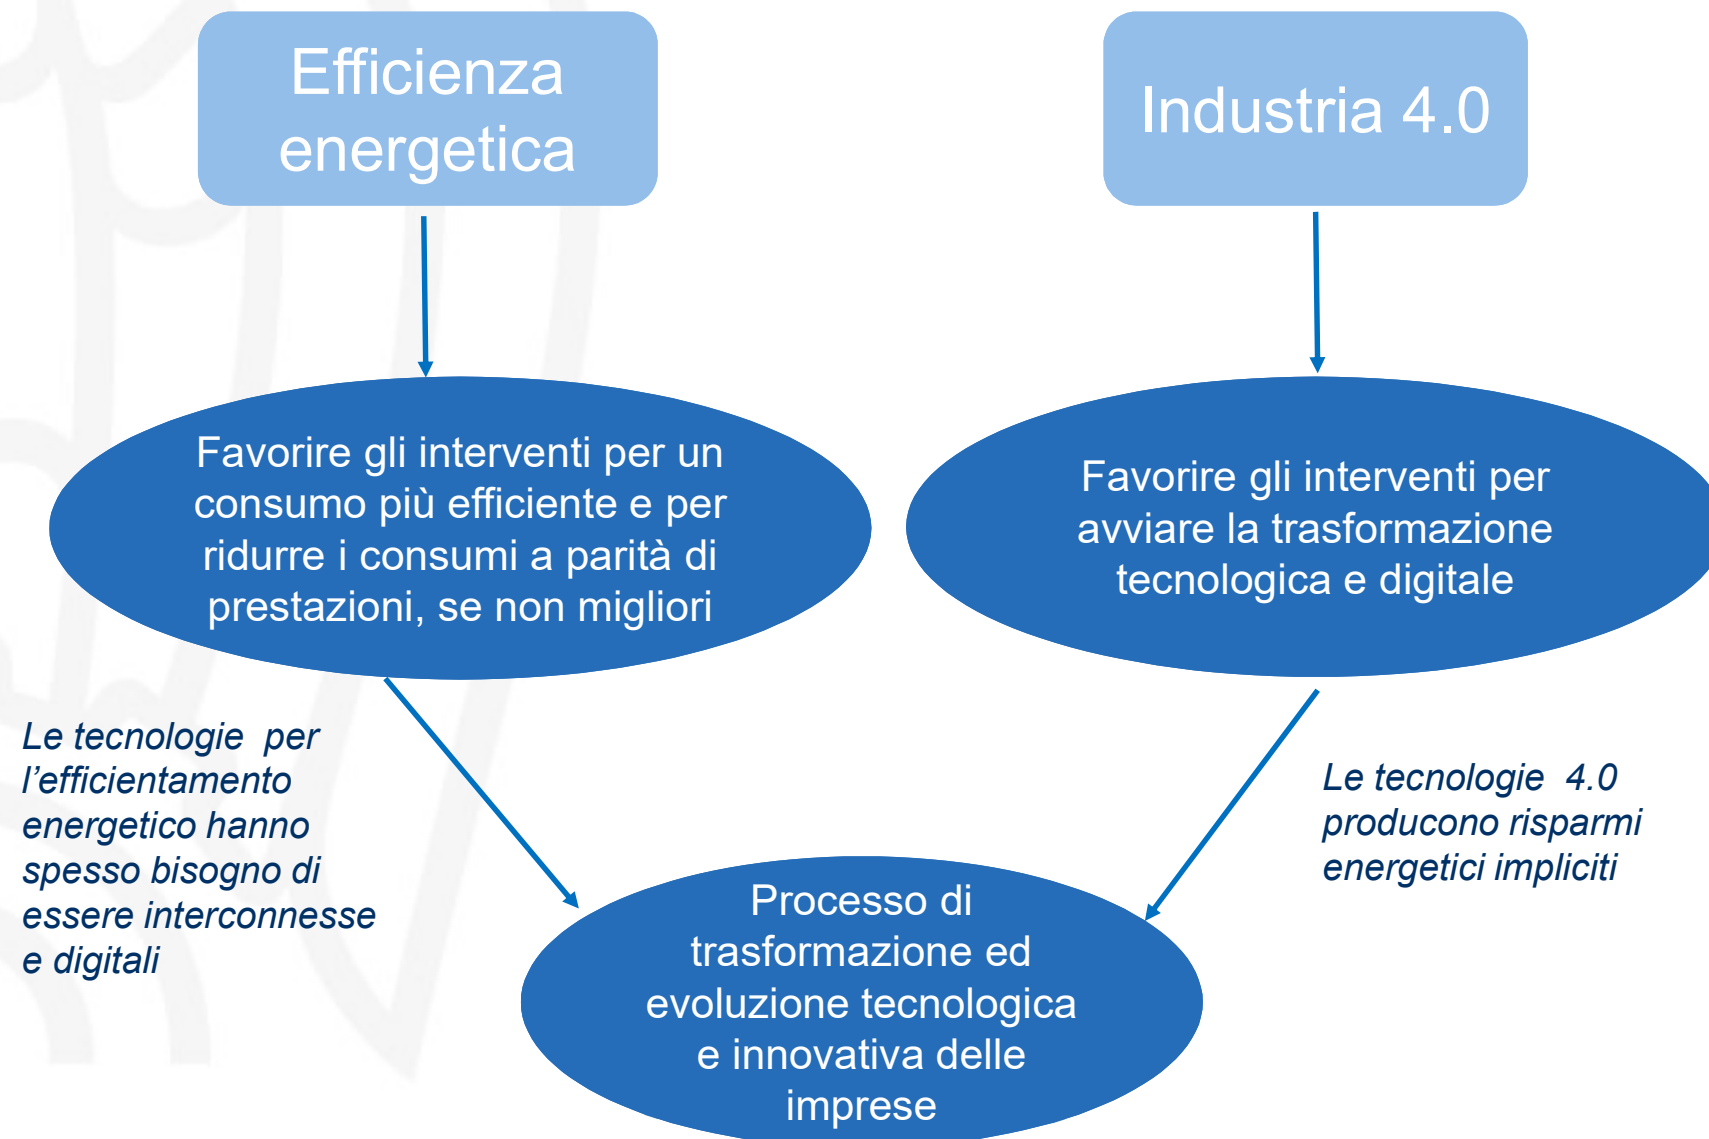 Efficienza
energetica
Industria 4.0
Favorire gli interventi per un
consumo più efficiente e per
ridurre i consumi a parità di
prestazioni, se non migliori
Favorire gli interventi per
avviare la trasformazione
tecnologica e digitale
Le tecnologie  per
l’efficientamento
energetico hanno
spesso bisogno di
essere interconnesse
e digitali
Le tecnologie  4.0
producono risparmi
energetici impliciti
Processo di
trasformazione ed
evoluzione tecnologica
e innovativa delle
imprese